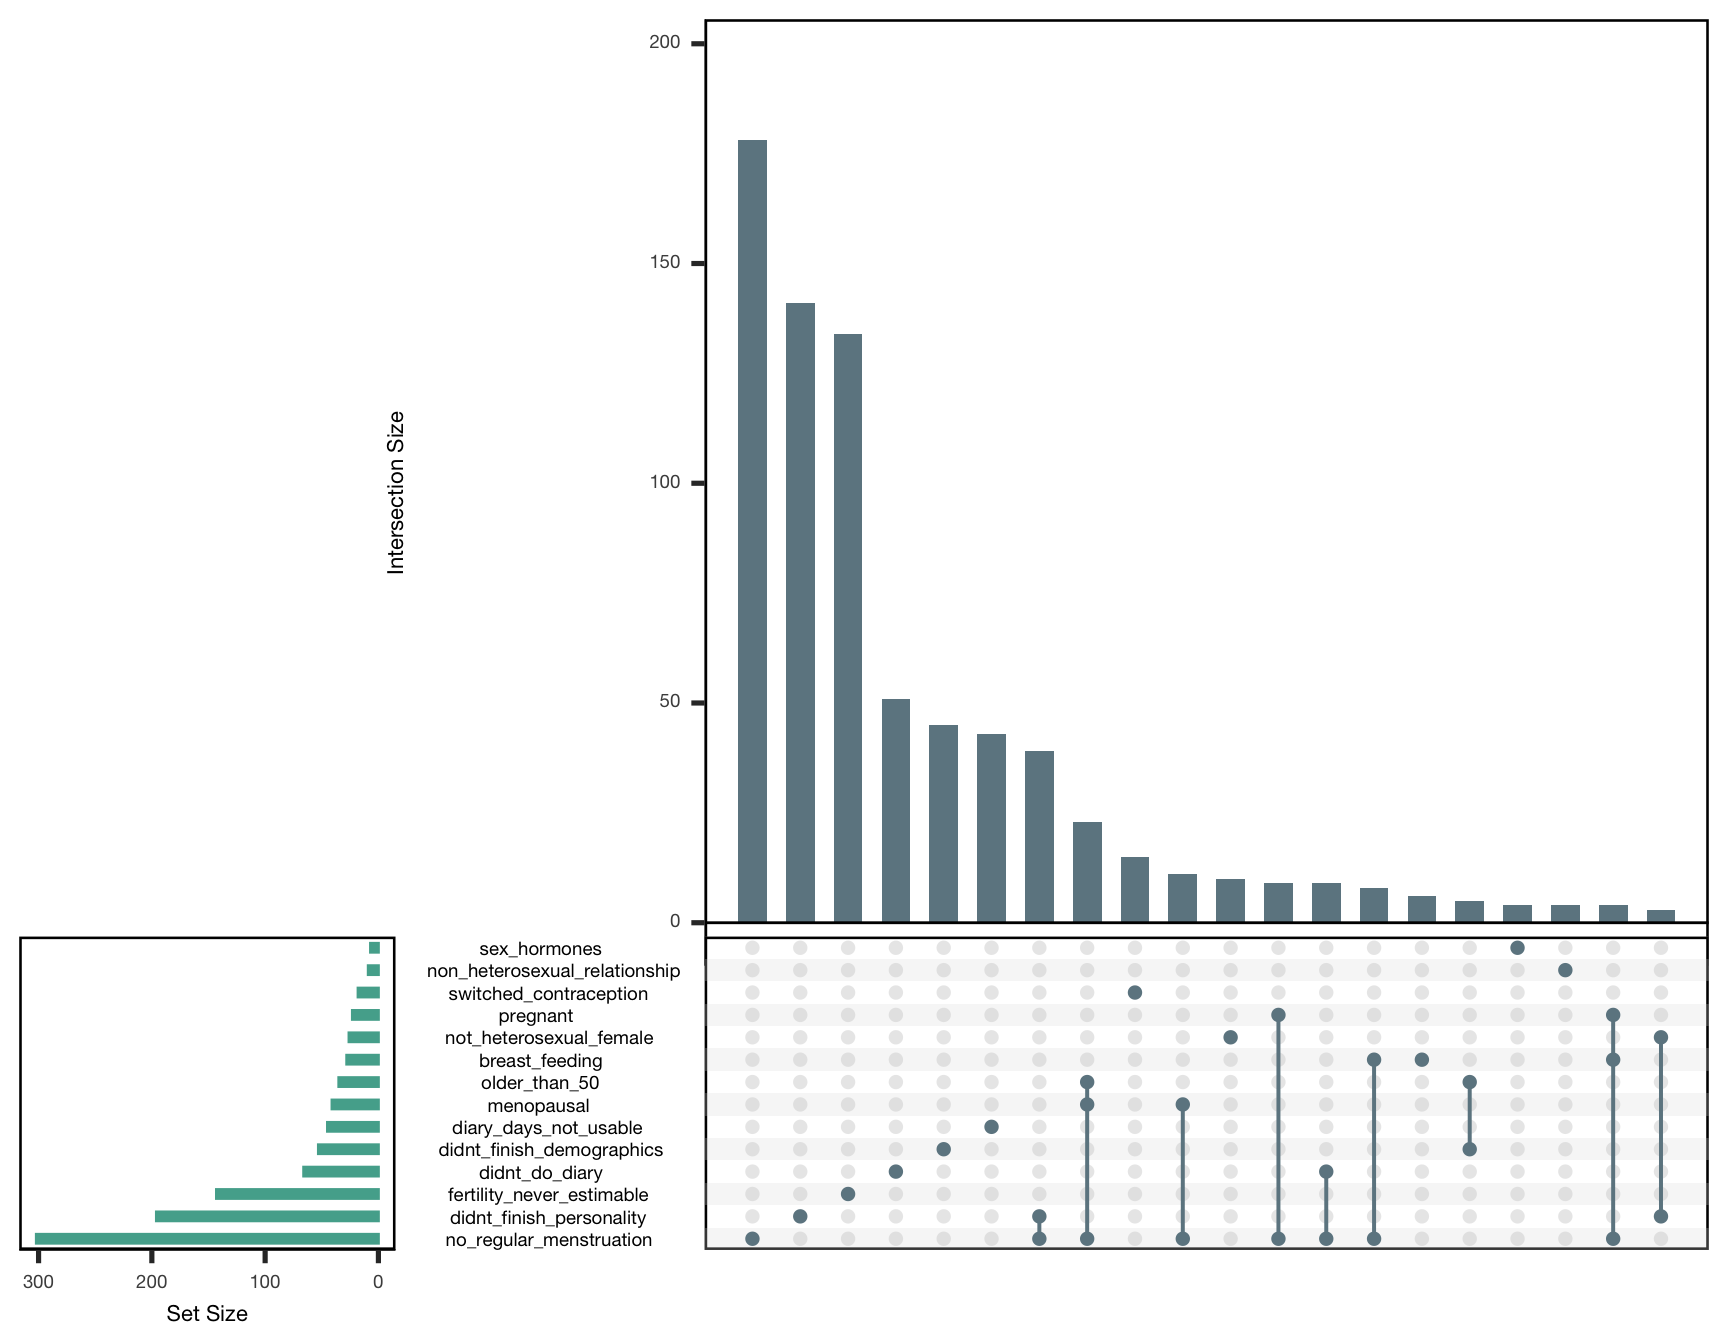 200
150
100
50
0
Intersection Size
sex_hormones
non_heterosexual_relationship
switched_contraception
pregnant
not_heterosexual_female
breast_feeding
older_than_50
menopausal
diary_days_not_usable
didnt_finish_demographics
didnt_do_diary
fertility_never_estimable
didnt_finish_personality
no_regular_menstruation
300 200 100 0
Set Size